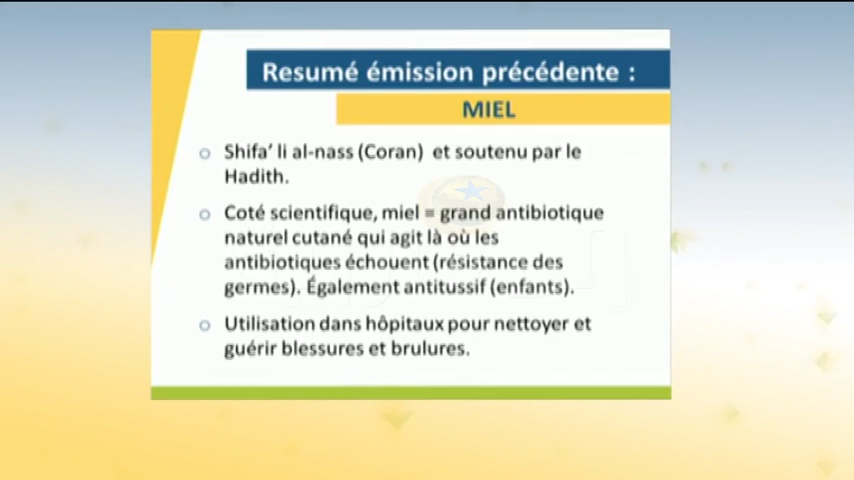 Resumé émission précédente :
MIEL
o Shifa' li al-nass (Coran) et soutenu par le
Hadith.
o Coté scientifique, miel = grand antibiotique
naturel cutané qui agit là où les
antibiotiques échouent (résistance des
germes). Également antitussif (enfants).
o Utilisation dans hôpitaux pour nettoyer et
guérir blessures et brulures.